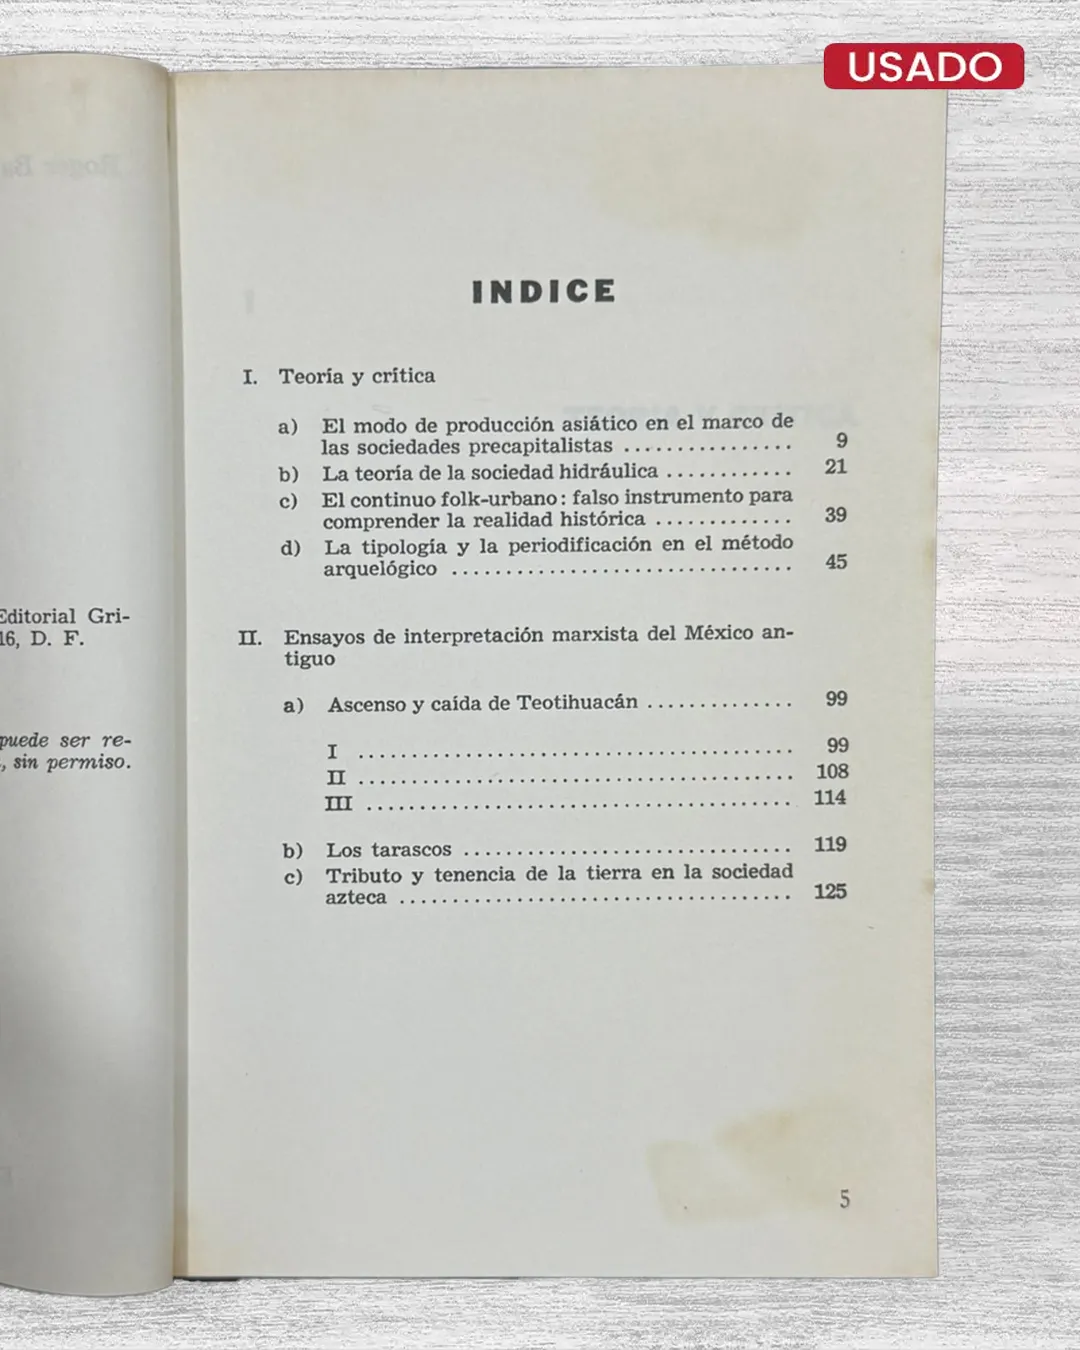 USADO
Editorial Gri-
16, D. F.
puede ser re-
, sin permiso.
INDICE
I. Teoría y crítica
a) El modo de producción asiático en el marco de
las sociedades precapitalistas ................ 9
b) La teoría de la sociedad hidráulica ............ 21
c) El continuo folk-urbano: falso instrumento para
comprender la realidad histórica ............. 39
d) La tipología y la periodificación en el método
arquelógico ................................ 45
II. Ensayos de interpretación marxista del México an-
tiguo
a) Ascenso y caída de Teotihuacán .............. 99
I .......................................... 99
II .......................................... 108
III ......................................... 114
b) Los tarascos ............................... 119
c) Tributo y tenencia de la tierra en la sociedad
azteca ..................................... 125
5